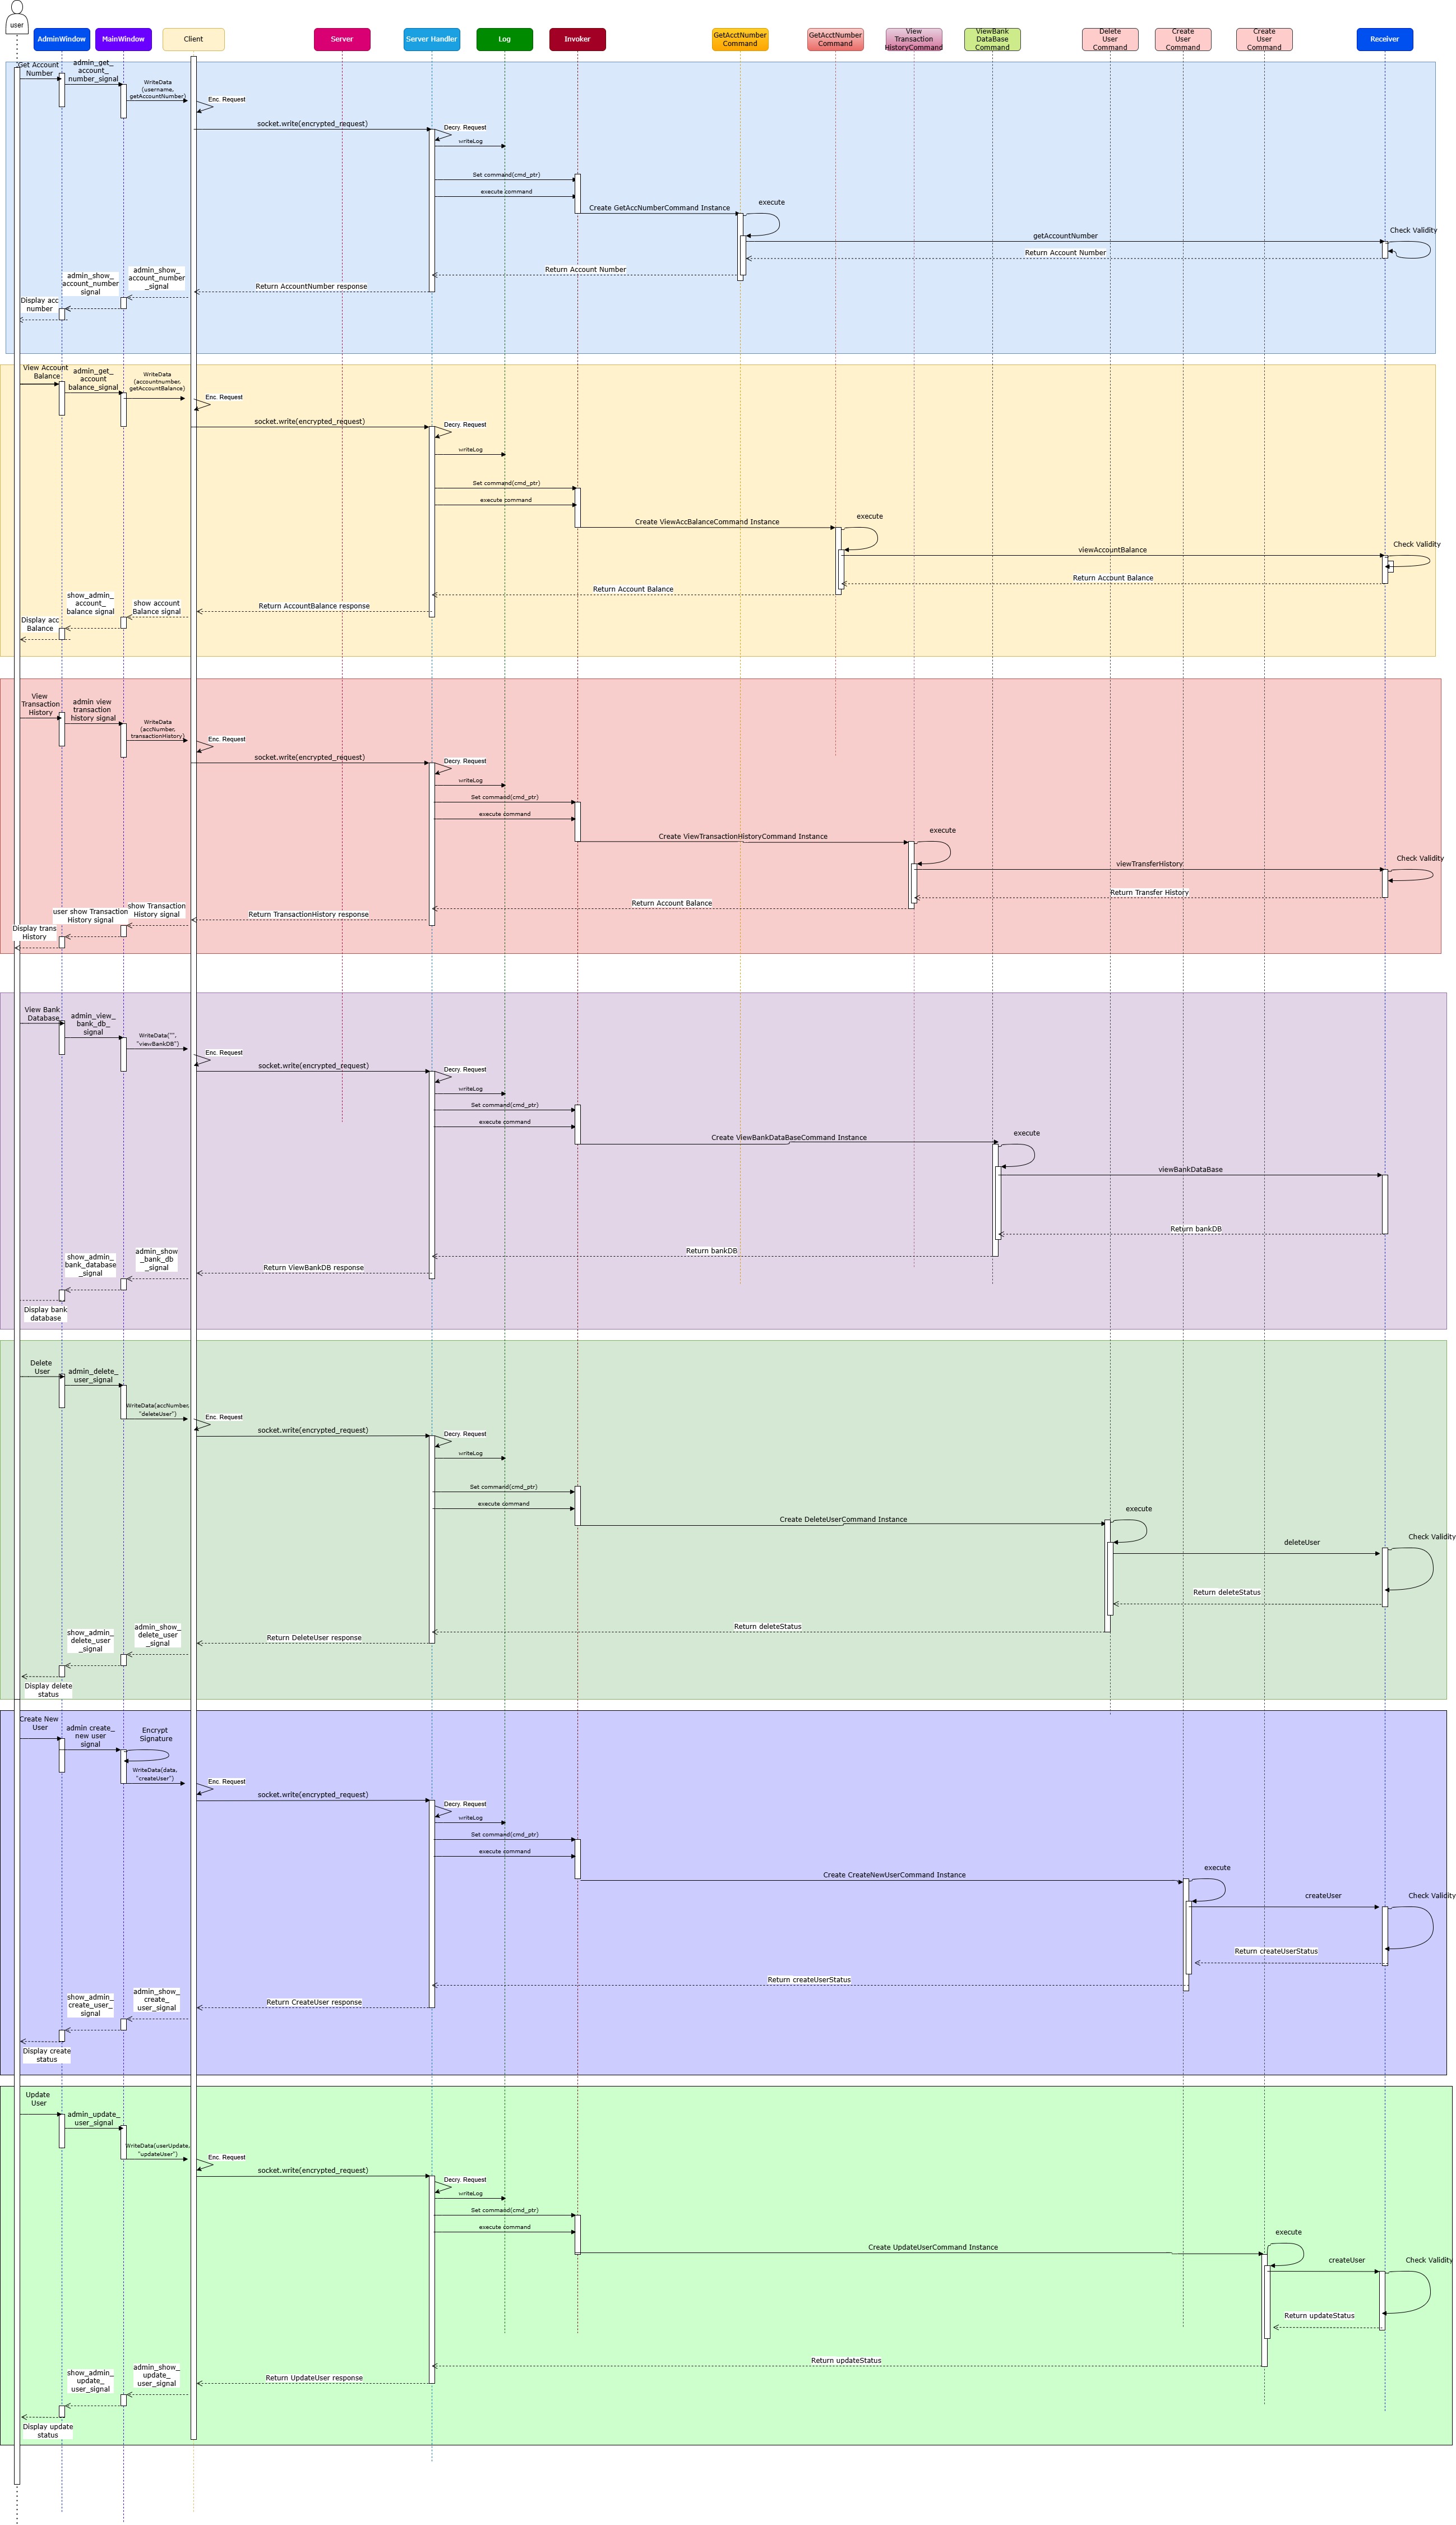 user
AdminWindow
MainWindow
Client
Server
Server Handler
Log
Invoker
GetAcctNumber
Command
GetAcctNumber
Command
View
Transaction
HistoryCommand
ViewBank
DataBase
Command
Delete
User
Command
Create
User
Command
Create
User
Command
Receiver
Get Account
Number
admin_get_
account_
number_signal
WriteData
(username,
getAccountNumber)
Enc. Request
socket.write(encrypted_request)
Decry. Request
writeLog
Set command(cmd_ptr)
execute command
Create GetAccNumberCommand Instance
execute
getAccountNumber
Check Validity
Return Account Number
Return Account Number
Return AccountNumber response
admin_show_
account_number
_signal
admin_show_
account_number
signal
Display acc
number
View Account
Balance
admin_get_
account
balance_signal
WriteData
(accountnumber,
getAccountBalance)
Enc. Request
socket.write(encrypted_request)
Decry. Request
writeLog
Set command(cmd_ptr)
execute command
Create ViewAccBalanceCommand Instance
execute
viewAccountBalance
Check Validity
Return Account Balance
Return Account Balance
Return AccountBalance response
show account
Balance signal
show_admin_
account_
balance signal
Display acc
Balance
View
Transaction
History
admin view
transaction
history signal
WriteData
(accNumber,
transactionHistory)
Enc. Request
socket.write(encrypted_request)
Decry. Request
writeLog
Set command(cmd_ptr)
execute command
Create ViewTransactionHistoryCommand Instance
execute
viewTransferHistory
Check Validity
Return Transfer History
Return Account Balance
Return TransactionHistory response
show Transaction
History signal
user show Transaction
History signal
Display trans
History
View Bank
Database
admin_view_
bank_db_
signal
WriteData("",
"viewBankDB")
Enc. Request
socket.write(encrypted_request)
Decry. Request
writeLog
Set command(cmd_ptr)
execute command
Create ViewBankDataBaseCommand Instance
execute
viewBankDataBase
Return bankDB
Return bankDB
Return ViewBankDB response
admin_show
_bank_db
_signal
show_admin_
bank_database
_signal
Display bank
database
Delete
User
admin_delete_
user_signal
WriteData(accNumber,
"deleteUser")
Enc. Request
socket.write(encrypted_request)
Decry. Request
writeLog
Set command(cmd_ptr)
execute command
Create DeleteUserCommand Instance
execute
deleteUser
Check Validity
Return deleteStatus
Return deleteStatus
Return DeleteUser response
admin_show_
delete_user
_signal
show_admin_
delete_user
_signal
Display delete
status
Create New
User
admin create_
new user
signal
Encrypt
Signature
WriteData(data,
"createUser")
Enc. Request
socket.write(encrypted_request)
Decry. Request
writeLog
Set command(cmd_ptr)
execute command
Create CreateNewUserCommand Instance
execute
createUser
Check Validity
Return createUserStatus
Return createUserStatus
Return CreateUser response
admin_show_
create_
user_signal
show_admin_
create_user_
signal
Display create
status
Update
User
admin_update_
user_signal
WriteData(userUpdate,
"updateUser")
Enc. Request
socket.write(encrypted_request)
Decry. Request
writeLog
Set command(cmd_ptr)
execute command
Create UpdateUserCommand Instance
execute
createUser
Check Validity
Return updateStatus
Return updateStatus
Return UpdateUser response
admin_show_
update_
user_signal
show_admin_
update_
user_signal
Display update
status